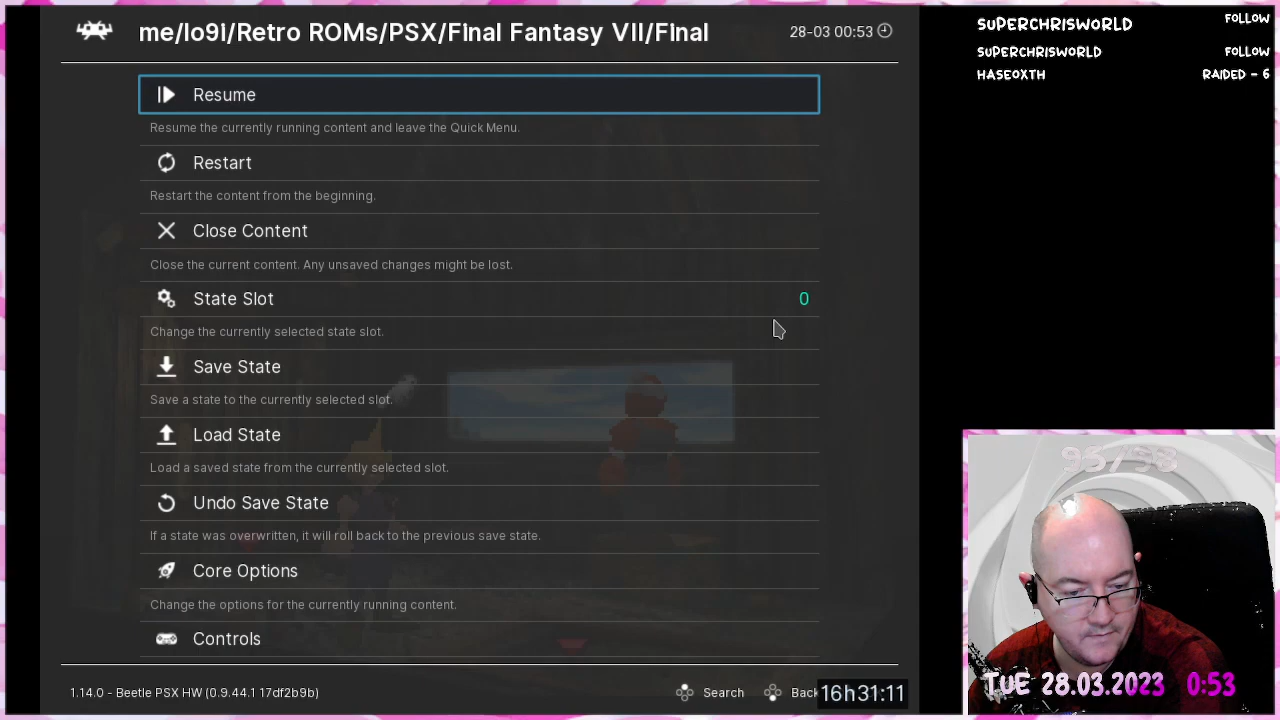 me/lo9i/Retro ROMs/PSX/Final Fantasy VII/Final
28-03 00:53
Resume
Resume the currently running content and leave the Quick Menu.
Restart
Restart the content from the beginning.
Close Content
Close the current content. Any unsaved changes might be lost.
State Slot
0
Change the currently selected state slot.
Save State
Save a state to the currently selected slot.
Load State
Load a saved state from the currently selected slot.
Undo Save State
If a state was overwritten, it will roll back to the previous save state.
Core Options
Change the options for the currently running content.
Controls
1.14.0 - Beetle PSX HW (0.9.44.1 17df2b9b)
Search
Back
16h31:11
SUPERCHRISWORLD FOLLOW
SUPERCHRISWORLD FOLLOW
HASEOXTH RAIDED - 6
TUE 28.03.2023 0:53